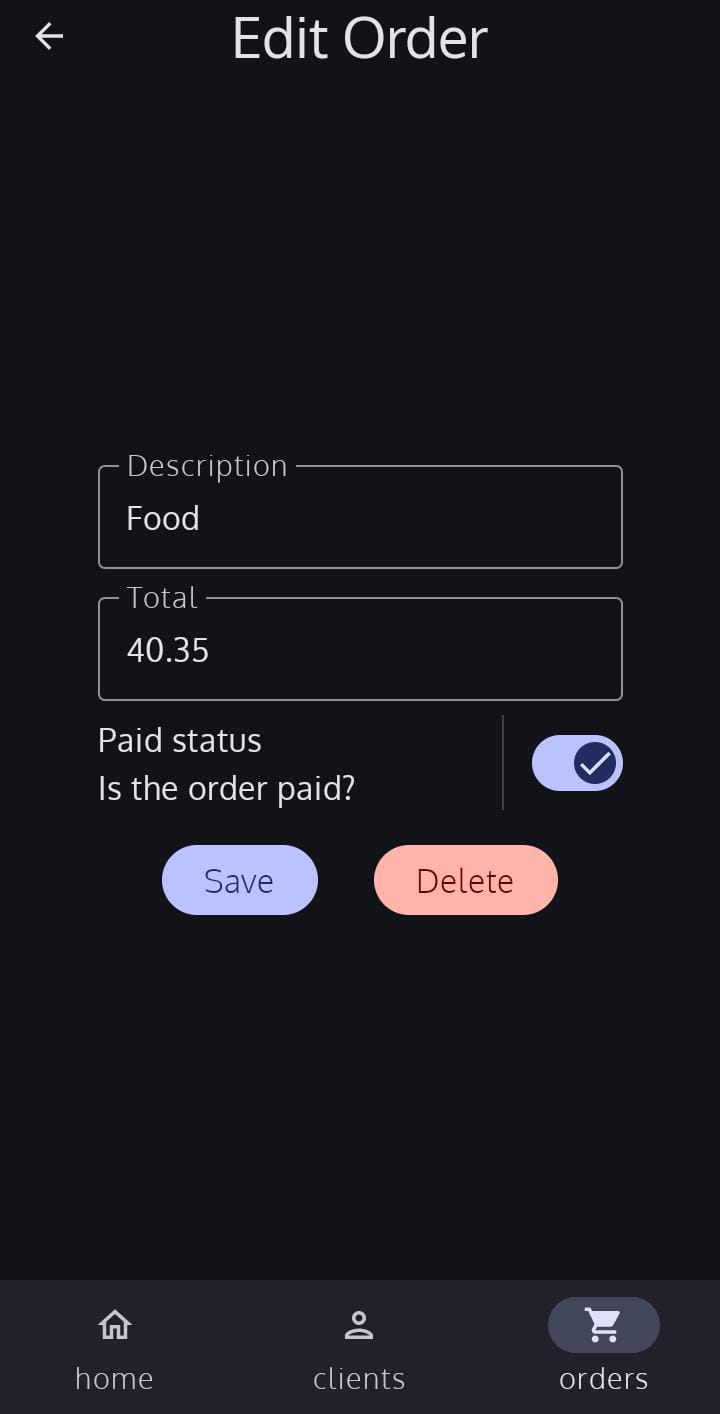 Edit Order
Description
Food
Total
40.35
Paid status
Is the order paid?
Save Delete
home clients orders